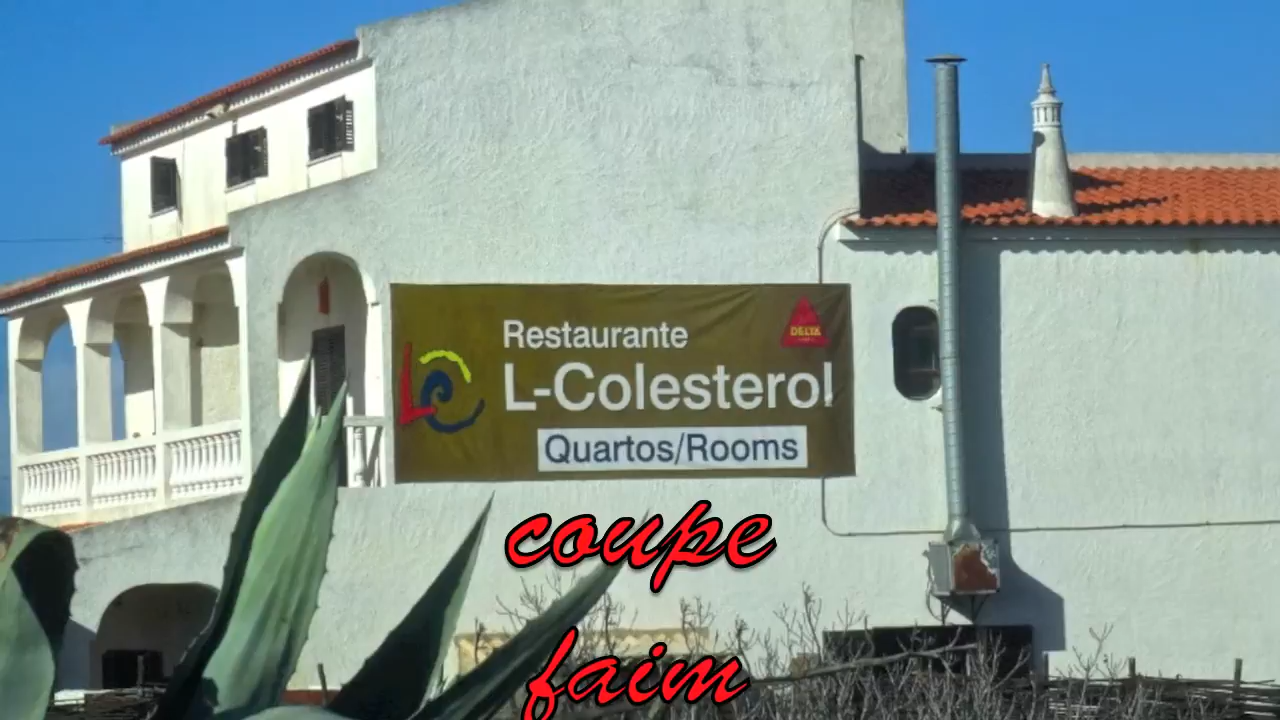 Restaurante
DELTA
L-Colesterol
Quartos/Rooms
coupe
faim